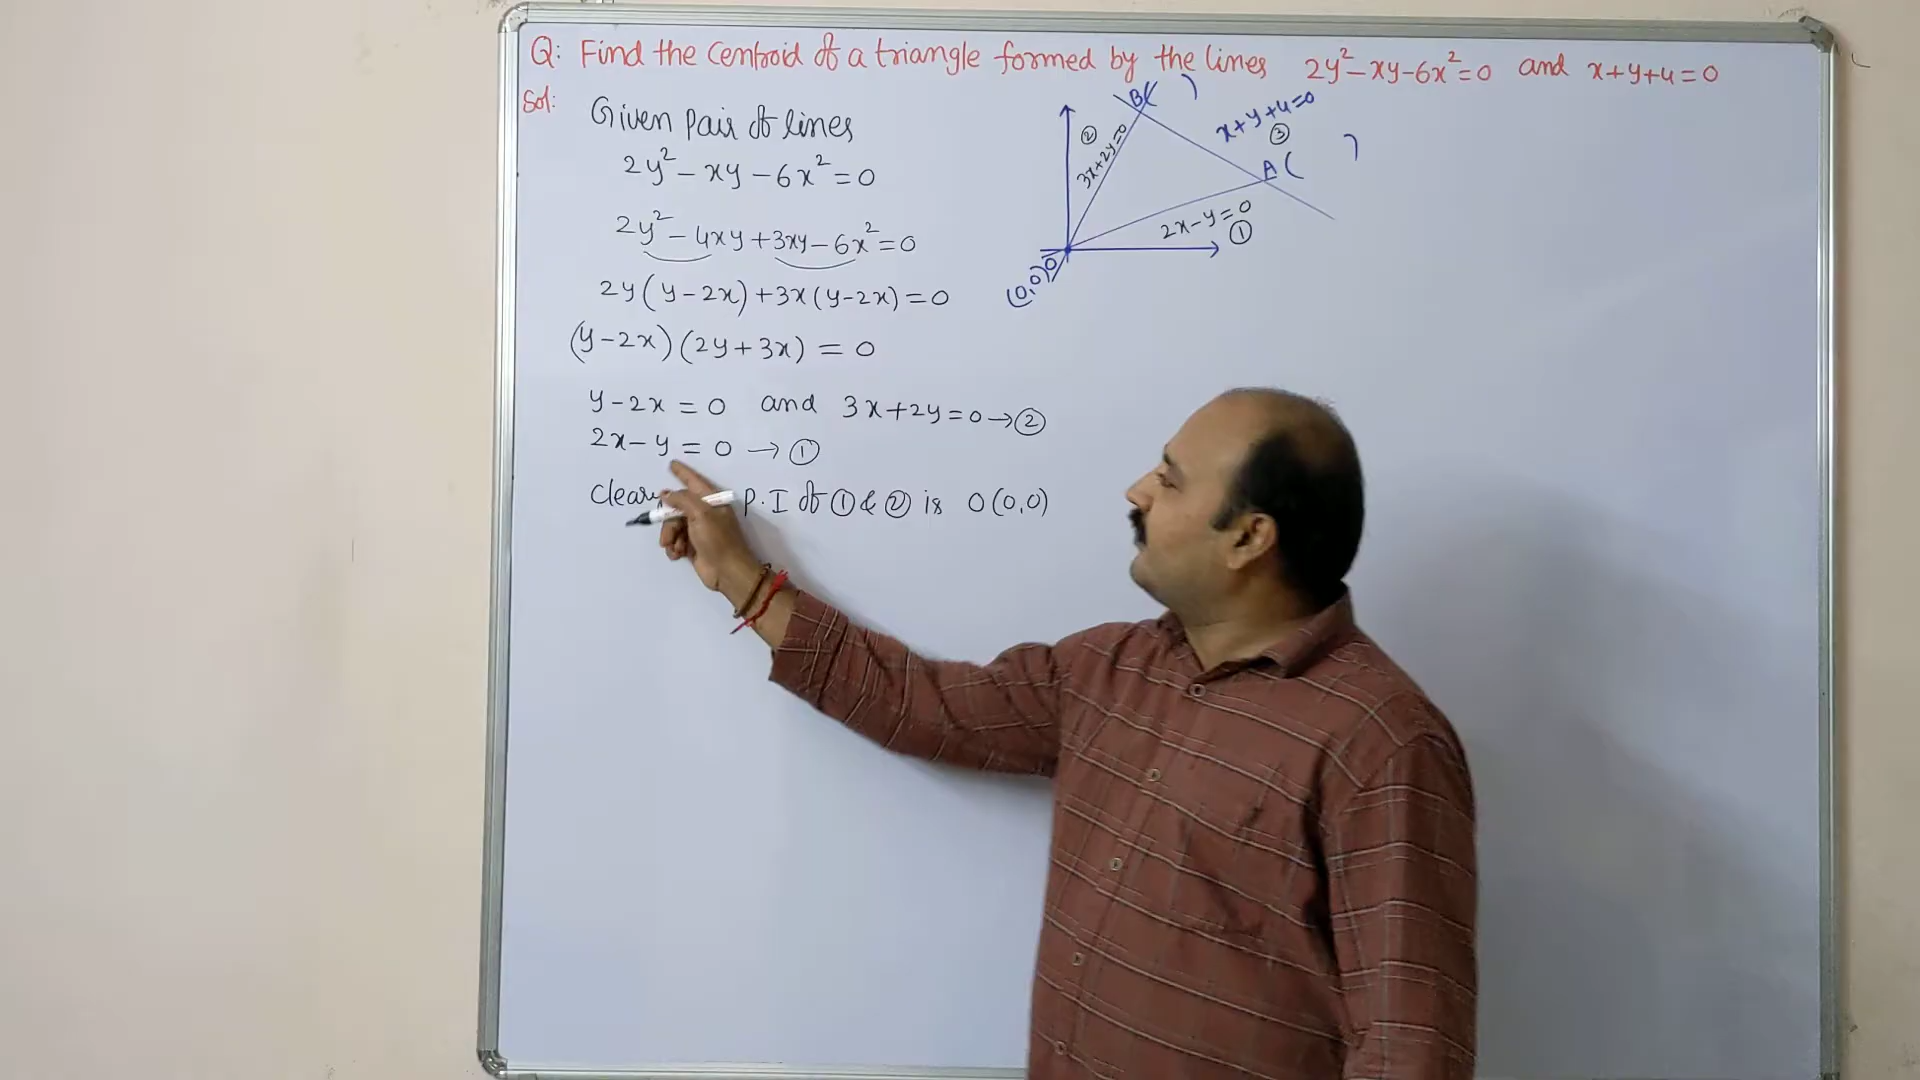 Q: Find the Centroid of a triangle formed by the lines 2y²-xy-6x²=0 and x+y+4=0
Sol:
Given pair of lines
2y²-xy-6x²=0
2y²-4xy+3xy-6x²=0
2y(y-2x)+3x(y-2x)=0
(y-2x)(2y+3x)=0
y-2x=0 and 3x+2y=0→②
2x-y=0→①
P.I of ①&② is O(0,0)
B( )
x+y+4=0
③
②
3x+2y=0
A( )
2x-y=0
①
O
(0,0)